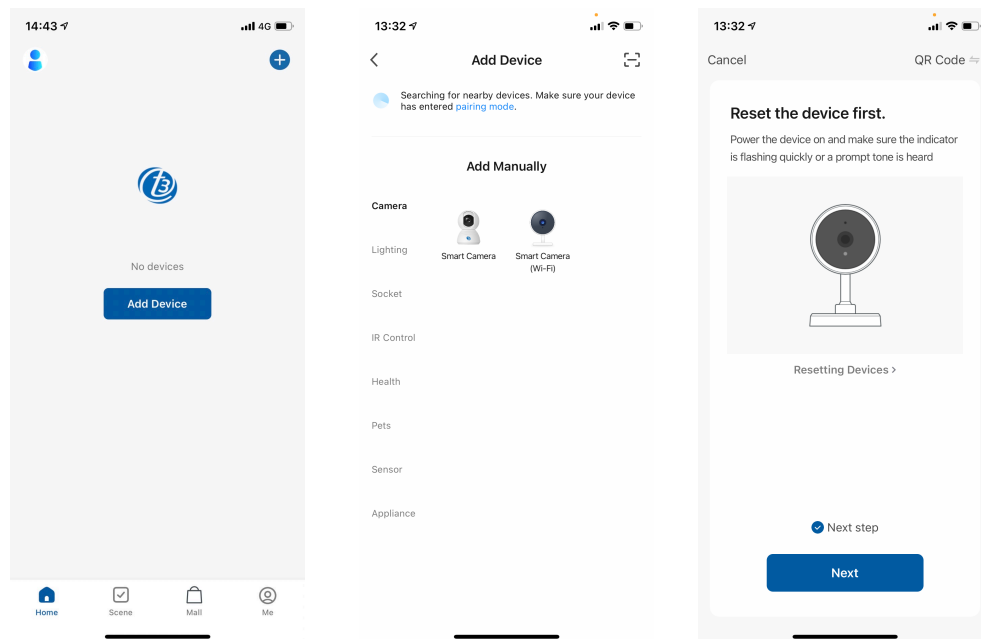 14:43
4G
t3
No devices
Add Device
Home
Scene
Mall
Me
13:32
Add Device
Searching for nearby devices. Make sure your device
has entered pairing mode.
Add Manually
Camera
Lighting
Socket
IR Control
Health
Pets
Sensor
Appliance
Smart Camera
Smart Camera
(Wi-Fi)
13:32
Cancel
QR Code
Reset the device first.
Power the device on and make sure the indicator
is flashing quickly or a prompt tone is heard
Resetting Devices >
Next step
Next